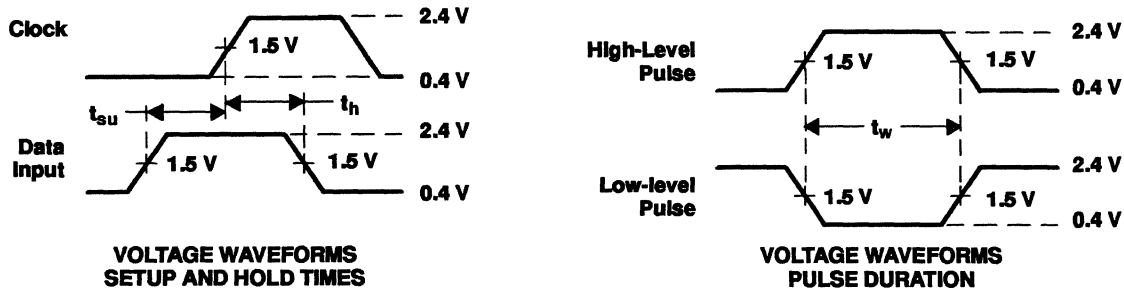 Clock
2.4 V
1.5 V
0.4 V
tsu
th
Data
Input
2.4 V
1.5 V
1.5 V
0.4 V
VOLTAGE WAVEFORMS
SETUP AND HOLD TIMES
High-Level
Pulse
2.4 V
1.5 V
1.5 V
0.4 V
tw
Low-level
Pulse
2.4 V
1.5 V
1.5 V
0.4 V
VOLTAGE WAVEFORMS
PULSE DURATION